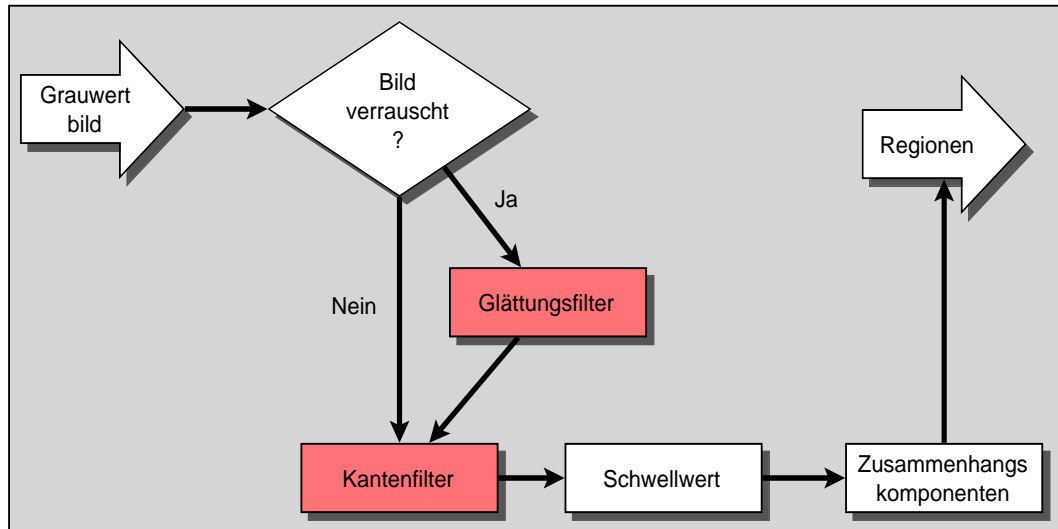 Grauwert
bild
Bild
verrauscht
?
Regionen
Ja
Nein
Glättungsfilter
Kantenfilter
Schwellwert
Zusammenhangs
komponenten